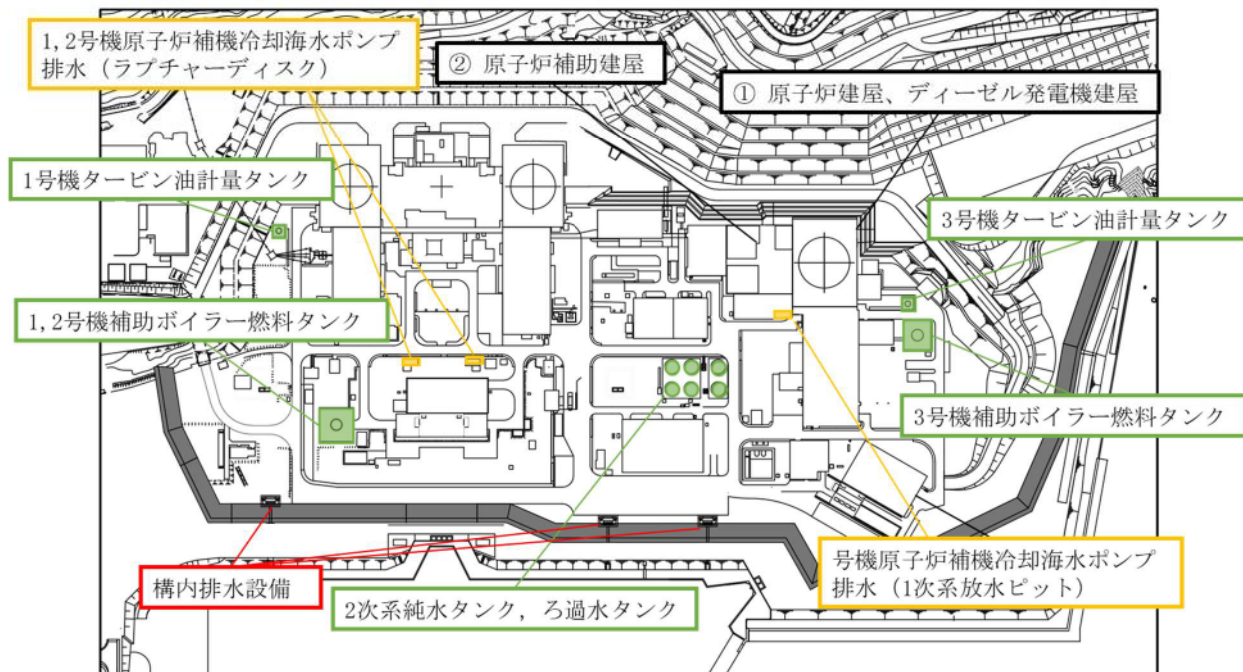 1,2号機原子炉補機冷却海水ポンプ
排水（ラプチャーディスク）
② 原子炉補助建屋
① 原子炉建屋、ディーゼル発電機建屋
1号機タービン油計量タンク
3号機タービン油計量タンク
1,2号機補助ボイラー燃料タンク
3号機補助ボイラー燃料タンク
構内排水設備
2次系純水タンク，ろ過水タンク
号機原子炉補機冷却海水ポンプ
排水（1次系放水ピット）